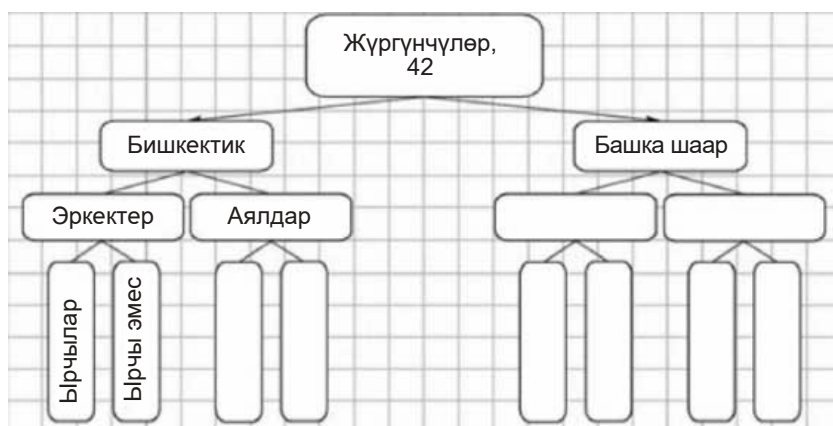 Жүргүнчүлөр,
42
Бишкектик
Башка шаар
Эркектер
Аялдар
Ырчылар
Ырчы эмес